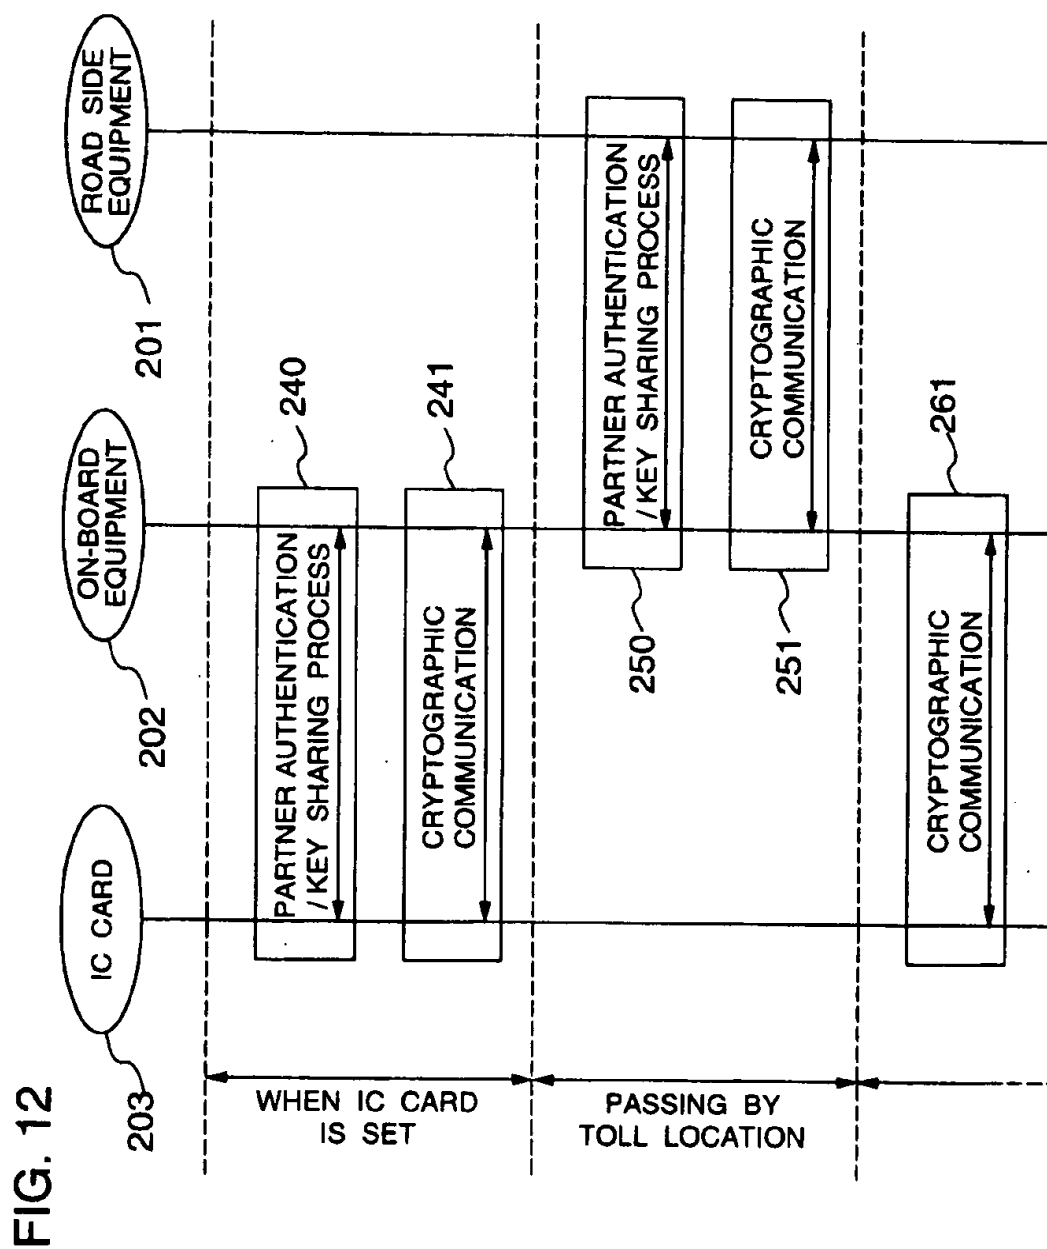 FIG. 12
IC CARD
203
ON-BOARD
EQUIPMENT
202
ROAD SIDE
EQUIPMENT
201
WHEN IC CARD
IS SET
PARTNER AUTHENTICATION
/KEY SHARING PROCESS
240
CRYPTOGRAPHIC
COMMUNICATION
241
PASSING BY
TOLL LOCATION
PARTNER AUTHENTICATION
/KEY SHARING PROCESS
250
CRYPTOGRAPHIC
COMMUNICATION
251
CRYPTOGRAPHIC
COMMUNICATION
261